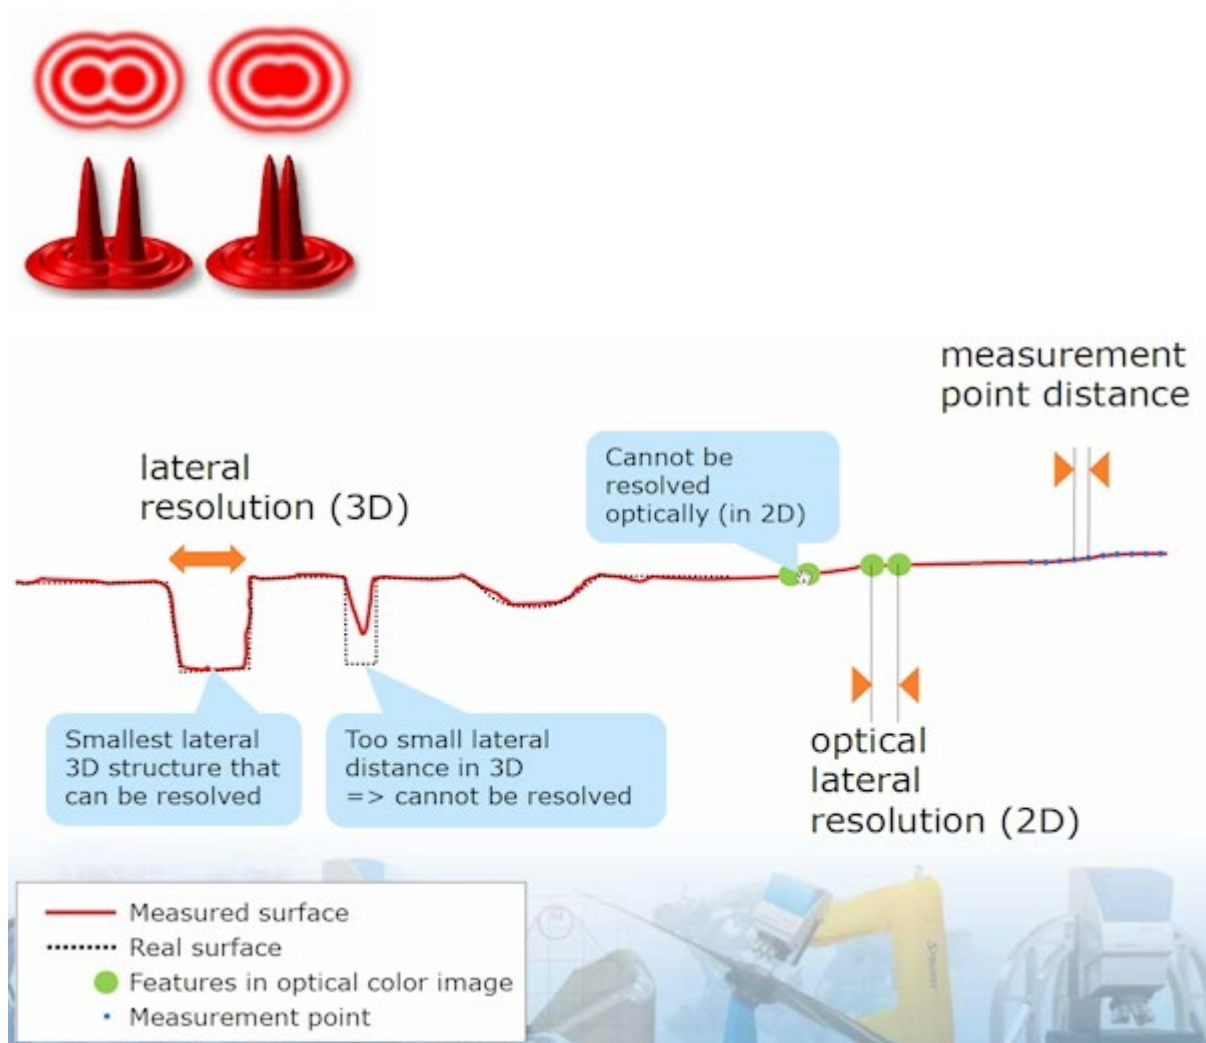 measurement
point distance
Cannot be
resolved
optically (in 2D)
lateral
resolution (3D)
Smallest lateral
3D structure that
can be resolved
Too small lateral
distance in 3D
=> cannot be resolved
optical
lateral
resolution (2D)
Measured surface
Real surface
Features in optical color image
Measurement point